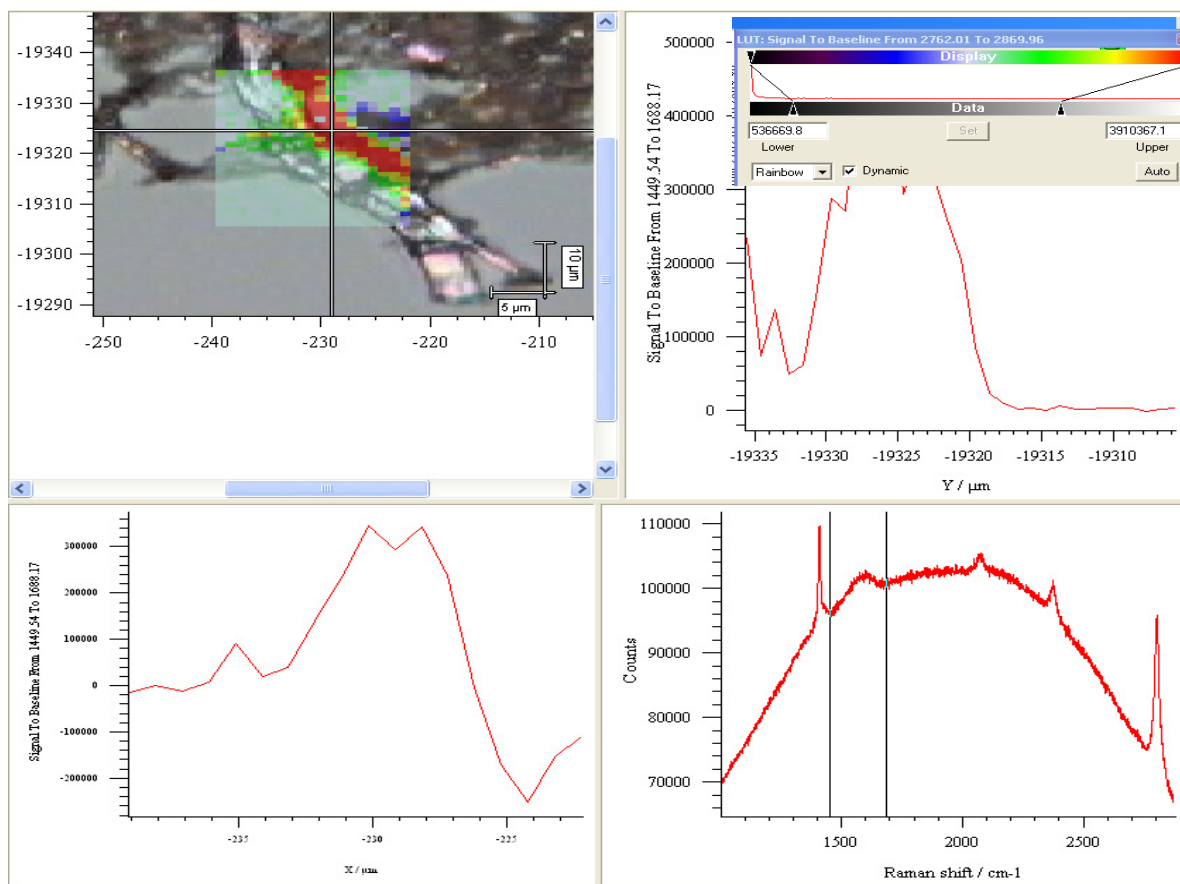 -19340
-19330
-19320
-19310
-19300
-19290
-250
-240
-230
-220
-210
10 µm
5 µm
LUT: Signal To Baseline From 2762.01 To 2869.96
Display
Data
536669.8
Set
3910367.1
Lower
Upper
Rainbow
Dynamic
Auto
500000
400000
300000
200000
100000
0
Signal To Baseline From 1449.54 To 1688.17
-19335
-19330
-19325
-19320
-19315
-19310
Y / µm
300000
200000
100000
0
-100000
-200000
Signal To Baseline From 1449.54 To 1688.17
-235
-230
-225
X / µm
110000
100000
90000
80000
70000
Counts
1500
2000
2500
Raman shift / cm-1